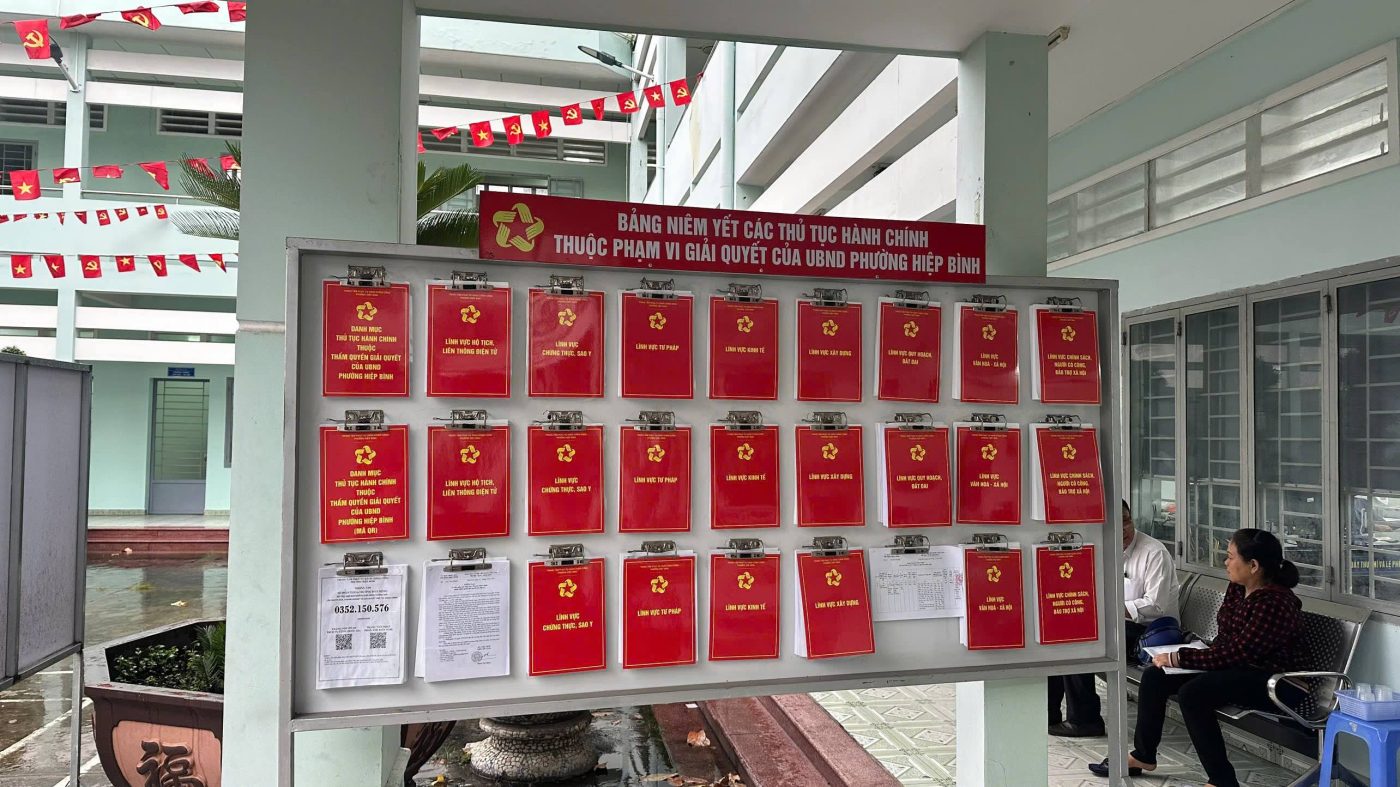 BẢNG NIÊM YẾT CÁC THỦ TỤC HÀNH CHÍNH
THUỘC PHẠM VI GIẢI QUYẾT CỦA UBND PHƯỜNG HIỆP BÌNH
DANH MỤC
THỦ TỤC HÀNH CHÍNH
THUỘC
THẨM QUYỀN GIẢI QUYẾT
CỦA UBND
PHƯỜNG HIỆP BÌNH
LĨNH VỰC HỘ TỊCH,
LIÊN THÔNG ĐIỆN TỬ
LĨNH VỰC
CHỨNG THỰC, SAO Y
LĨNH VỰC TƯ PHÁP
LĨNH VỰC KINH TẾ
LĨNH VỰC XÂY DỰNG
LĨNH VỰC QUY HOẠCH,
ĐẤT ĐAI
LĨNH VỰC
VĂN HOÁ - XÃ HỘI
LĨNH VỰC CHÍNH SÁCH,
NGƯỜI CÓ CÔNG,
BẢO TRỢ XÃ HỘI
DANH MỤC
THỦ TỤC HÀNH CHÍNH
THUỘC
THẨM QUYỀN GIẢI QUYẾT
CỦA UBND
PHƯỜNG HIỆP BÌNH
(MÃ QR)
LĨNH VỰC HỘ TỊCH,
LIÊN THÔNG ĐIỆN TỬ
LĨNH VỰC
CHỨNG THỰC, SAO Y
LĨNH VỰC TƯ PHÁP
LĨNH VỰC KINH TẾ
LĨNH VỰC XÂY DỰNG
LĨNH VỰC QUY HOẠCH,
ĐẤT ĐAI
LĨNH VỰC
VĂN HOÁ - XÃ HỘI
LĨNH VỰC CHÍNH SÁCH,
NGƯỜI CÓ CÔNG,
BẢO TRỢ XÃ HỘI
0352.150.576
LĨNH VỰC
CHỨNG THỰC, SAO Y
LĨNH VỰC TƯ PHÁP
LĨNH VỰC KINH TẾ
LĨNH VỰC XÂY DỰNG
LĨNH VỰC
VĂN HOÁ - XÃ HỘI
LĨNH VỰC CHÍNH SÁCH,
NGƯỜI CÓ CÔNG,
BẢO TRỢ XÃ HỘI
福